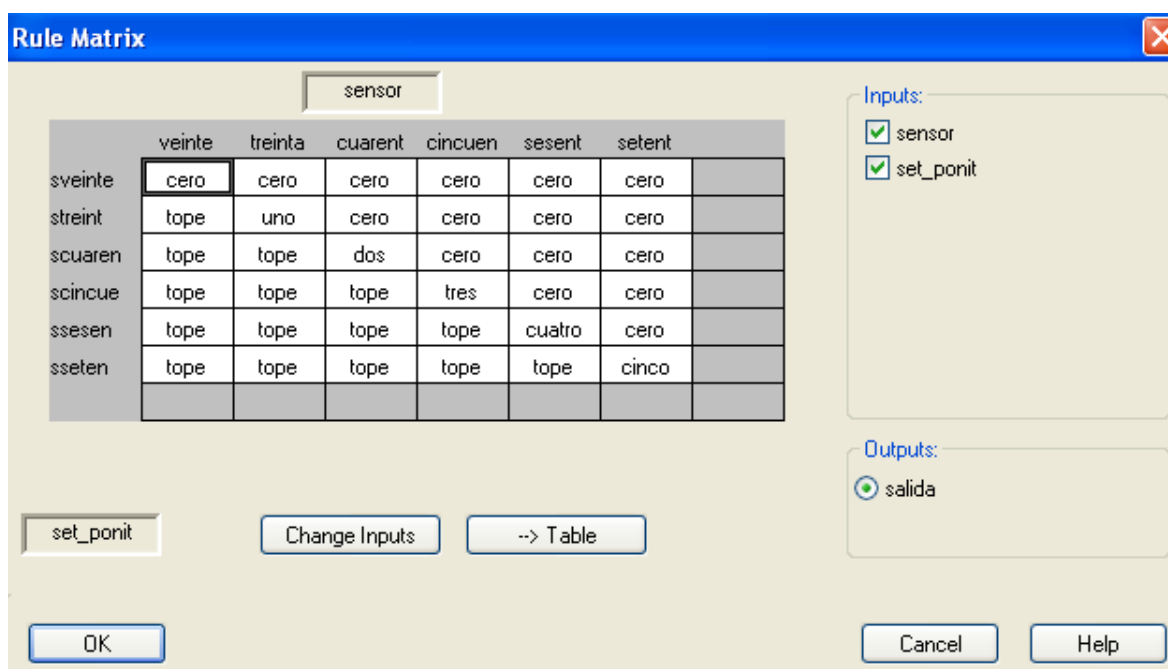 Rule Matrix
sensor
veinte treinta cuarent cincuen sesent setent
sveinte cero cero cero cero cero cero
streint tope uno cero cero cero cero
scuaren tope tope dos cero cero cero
scincue tope tope tope tres cero cero
ssesen tope tope tope tope cuatro cero
sseten tope tope tope tope tope cinco
set_ponit
Change Inputs
--> Table
Inputs:
sensor
set_ponit
Outputs:
salida
OK
Cancel
Help